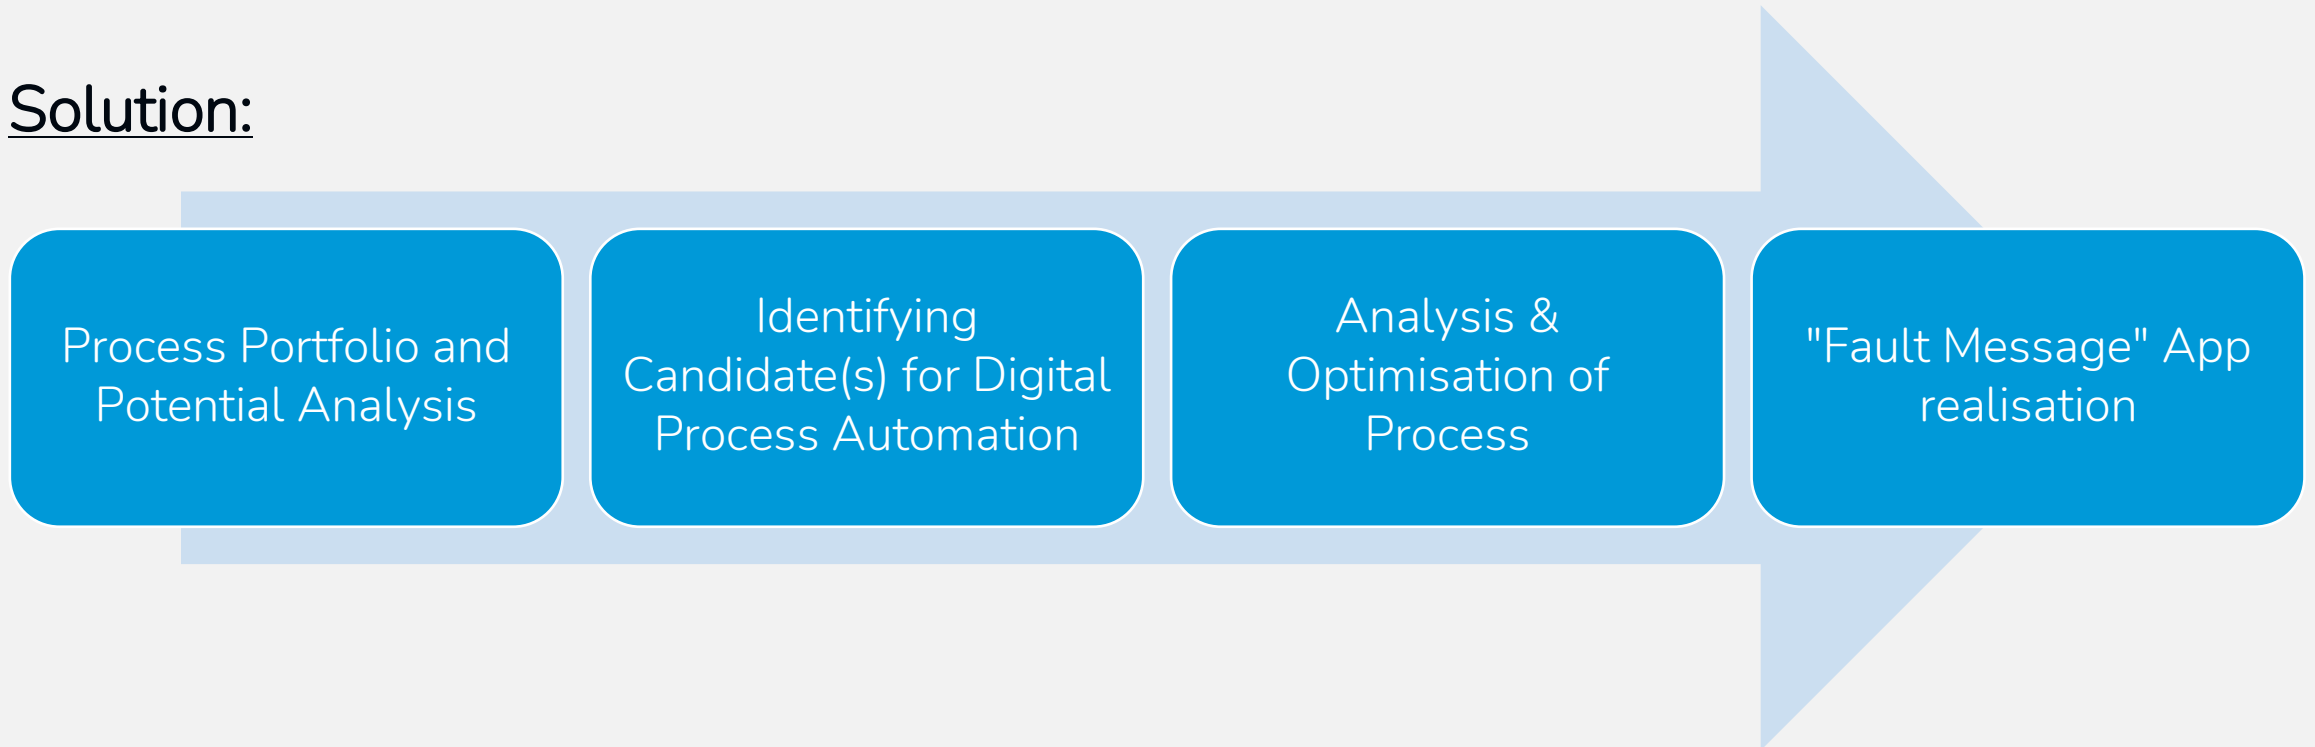 Solution:
Process Portfolio and
Potential Analysis
Identifying
Candidate(s) for Digital
Process Automation
Analysis &
Optimisation of
Process
"Fault Message" App
realisation